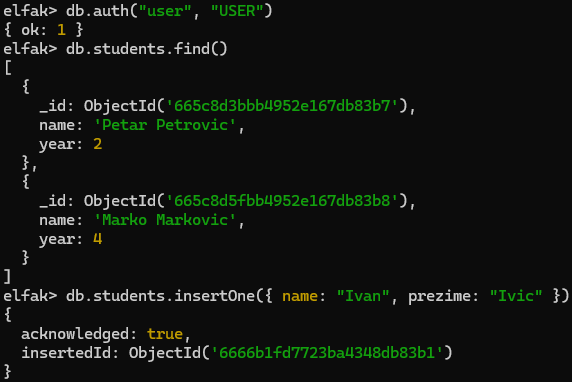 elfak> db.auth("user", "USER")
{ ok: 1 }
elfak> db.students.find()
[
  {
    _id: ObjectId('665c8d3bbb4952e167db83b7'),
    name: 'Petar Petrovic',
    year: 2
  },
  {
    _id: ObjectId('665c8d5fbb4952e167db83b8'),
    name: 'Marko Markovic',
    year: 4
  }
]
elfak> db.students.insertOne({ name: "Ivan", prezime: "Ivic" })
{
  acknowledged: true,
  insertedId: ObjectId('6666b1fd7723ba4348db83b1')
}